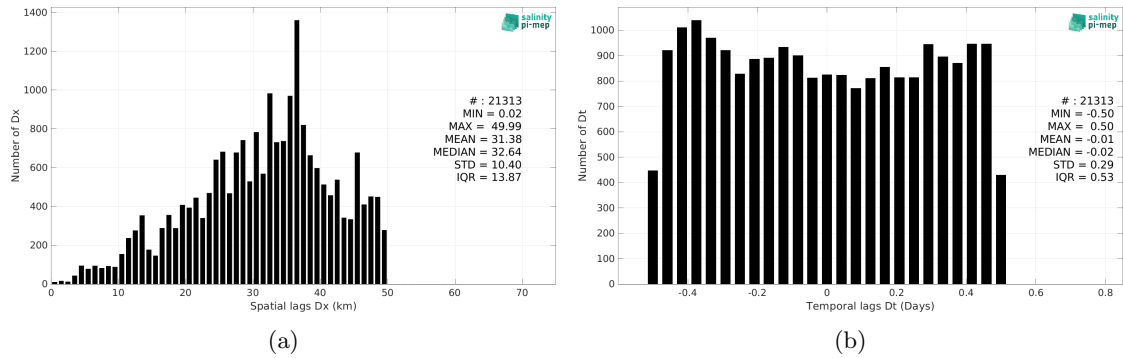 1400
1200
1000
800
600
400
200
0
Number of Dx
0 10 20 30 40 50 60 70
Spatial lags Dx (km)
salinity
pi-mep
# : 21313
MIN = 0.02
MAX = 49.99
MEAN = 31.38
MEDIAN = 32.64
STD = 10.40
IQR = 13.87
(a)
1000
900
800
700
600
500
400
300
200
100
0
Number of Dt
-0.4 -0.2 0 0.2 0.4 0.6 0.8
Temporal lags Dt (Days)
salinity
pi-mep
# : 21313
MIN = -0.50
MAX = 0.50
MEAN = -0.01
MEDIAN = -0.02
STD = 0.29
IQR = 0.53
(b)